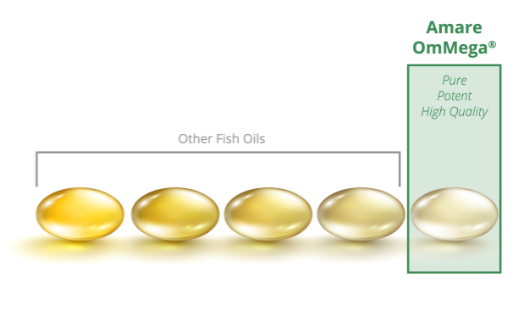 Amare
OmMega®
Pure
Potent
High Quality
Other Fish Oils